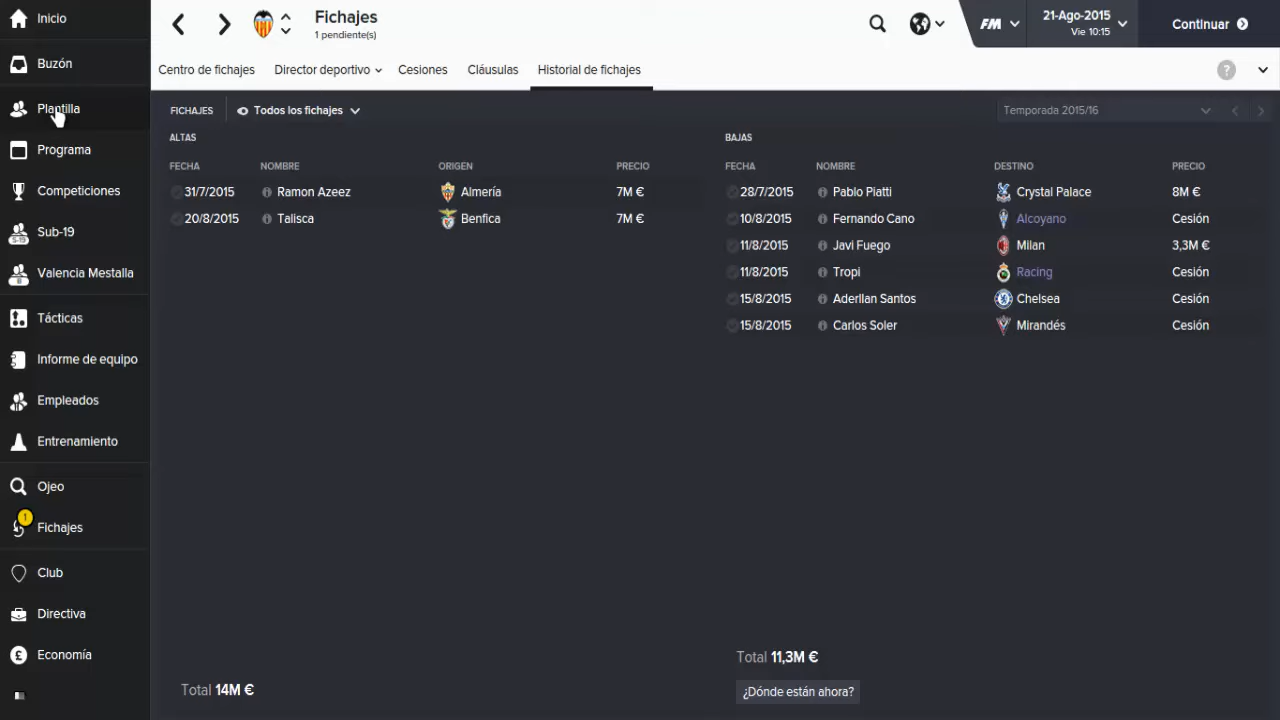 Inicio
Buzón
Plantilla
Programa
Competiciones
Sub-19
Valencia Mestalla
Tácticas
Informe de equipo
Empleados
Entrenamiento
Ojeo
1
Fichajes
Club
Directiva
Economía
Fichajes
1 pendiente(s)
FM
21-Ago-2015
Vie 10:15
Continuar
Centro de fichajes Director deportivo Cesiones Cláusulas Historial de fichajes ?
FICHAJES Todos los fichajes Temporada 2015/16
ALTAS
FECHA NOMBRE ORIGEN PRECIO
31/7/2015 Ramon Azeez Almería 7M €
20/8/2015 Talisca Benfica 7M €
Total 14M €
BAJAS
FECHA NOMBRE DESTINO PRECIO
28/7/2015 Pablo Piatti Crystal Palace 8M €
10/8/2015 Fernando Cano Alcoyano Cesión
11/8/2015 Javi Fuego Milan 3,3M €
11/8/2015 Tropi Racing Cesión
15/8/2015 Aderllan Santos Chelsea Cesión
15/8/2015 Carlos Soler Mirandés Cesión
Total 11,3M €
¿Dónde están ahora?